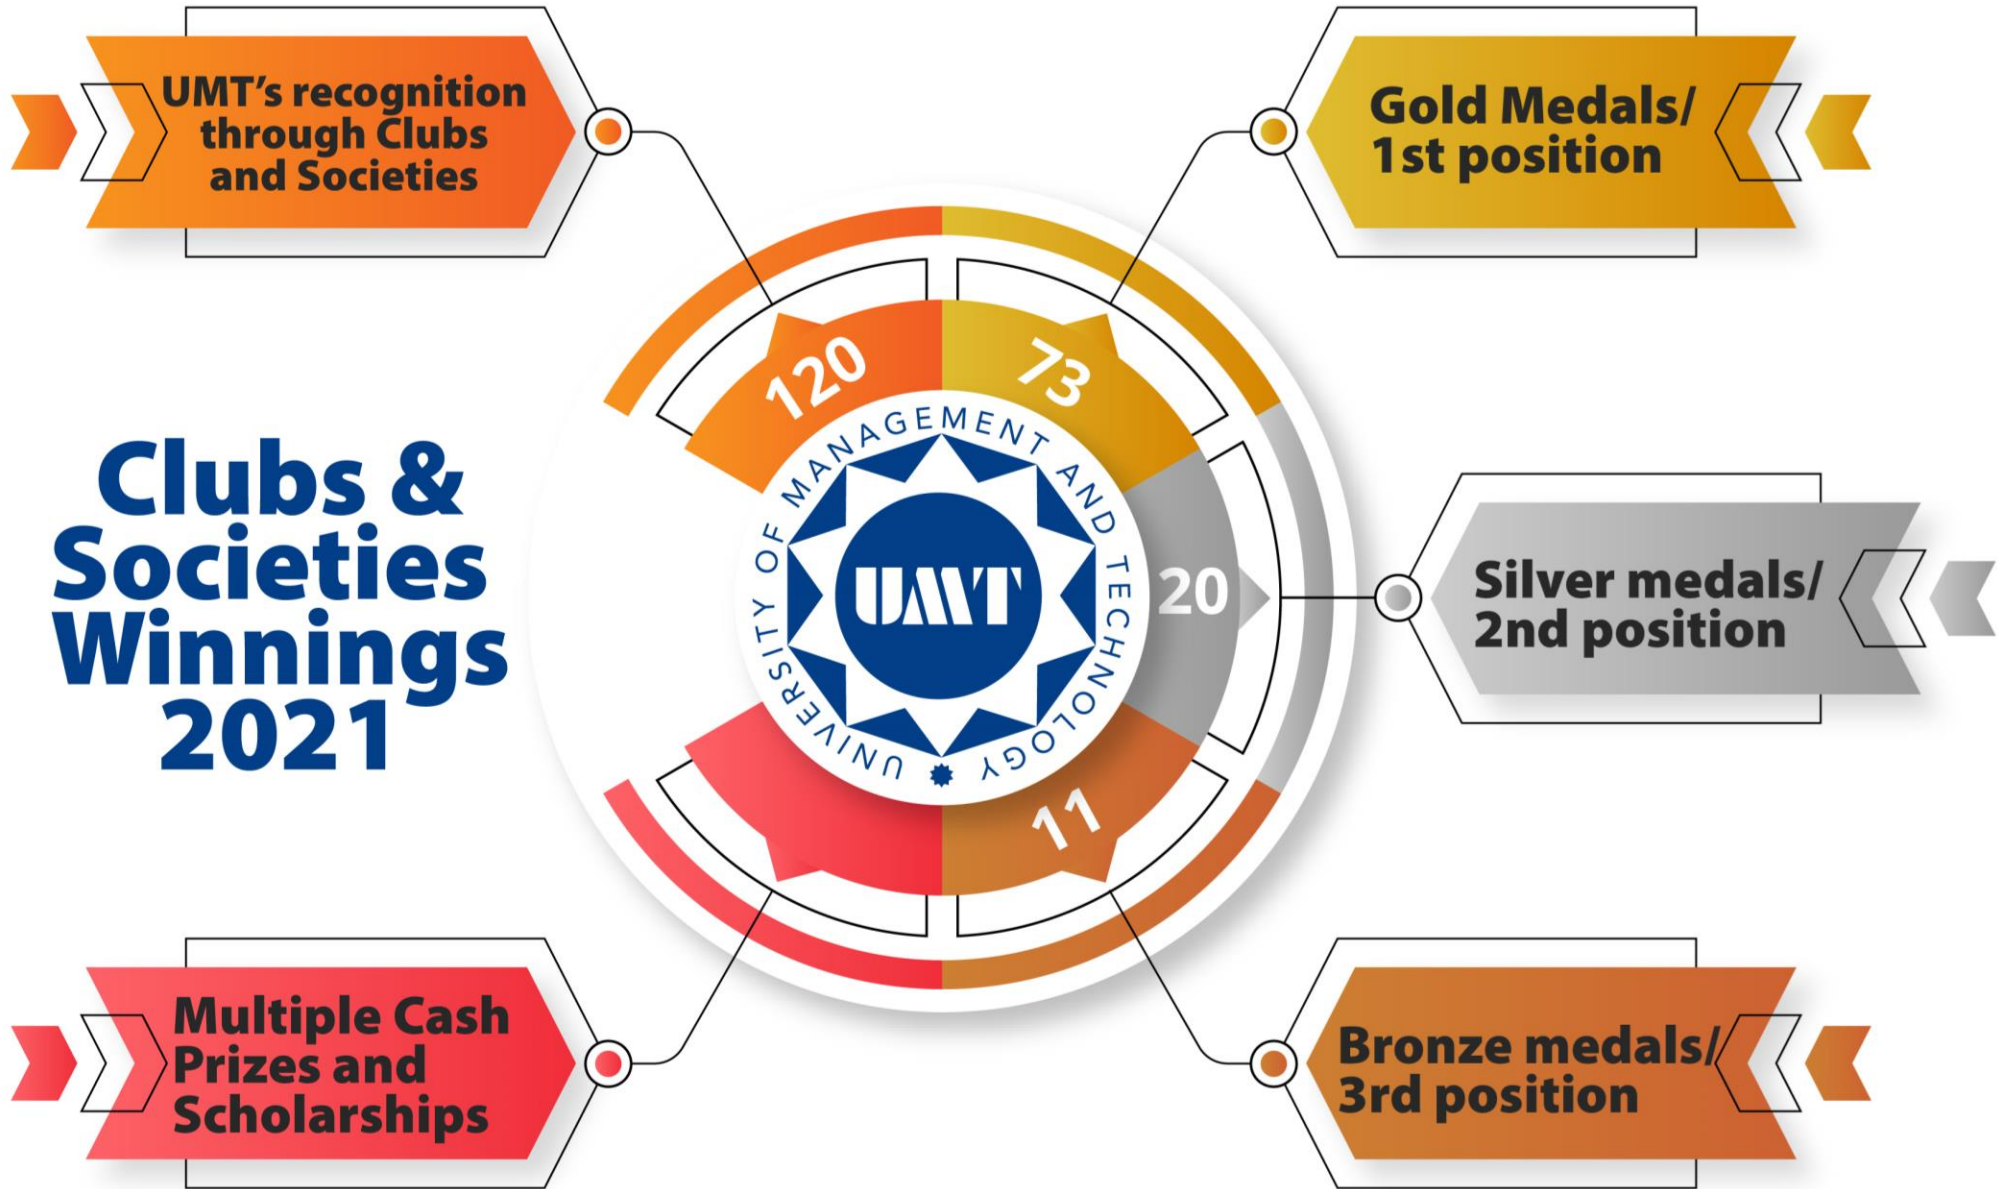 UMT's recognition
through Clubs
and Societies
Gold Medals/
1st position
120
73
UNIVERSITY OF MANAGEMENT AND TECHNOLOGY
UMT
Clubs &
Societies
Winnings
2021
20
Silver medals/
2nd position
11
Multiple Cash
Prizes and
Scholarships
Bronze medals/
3rd position